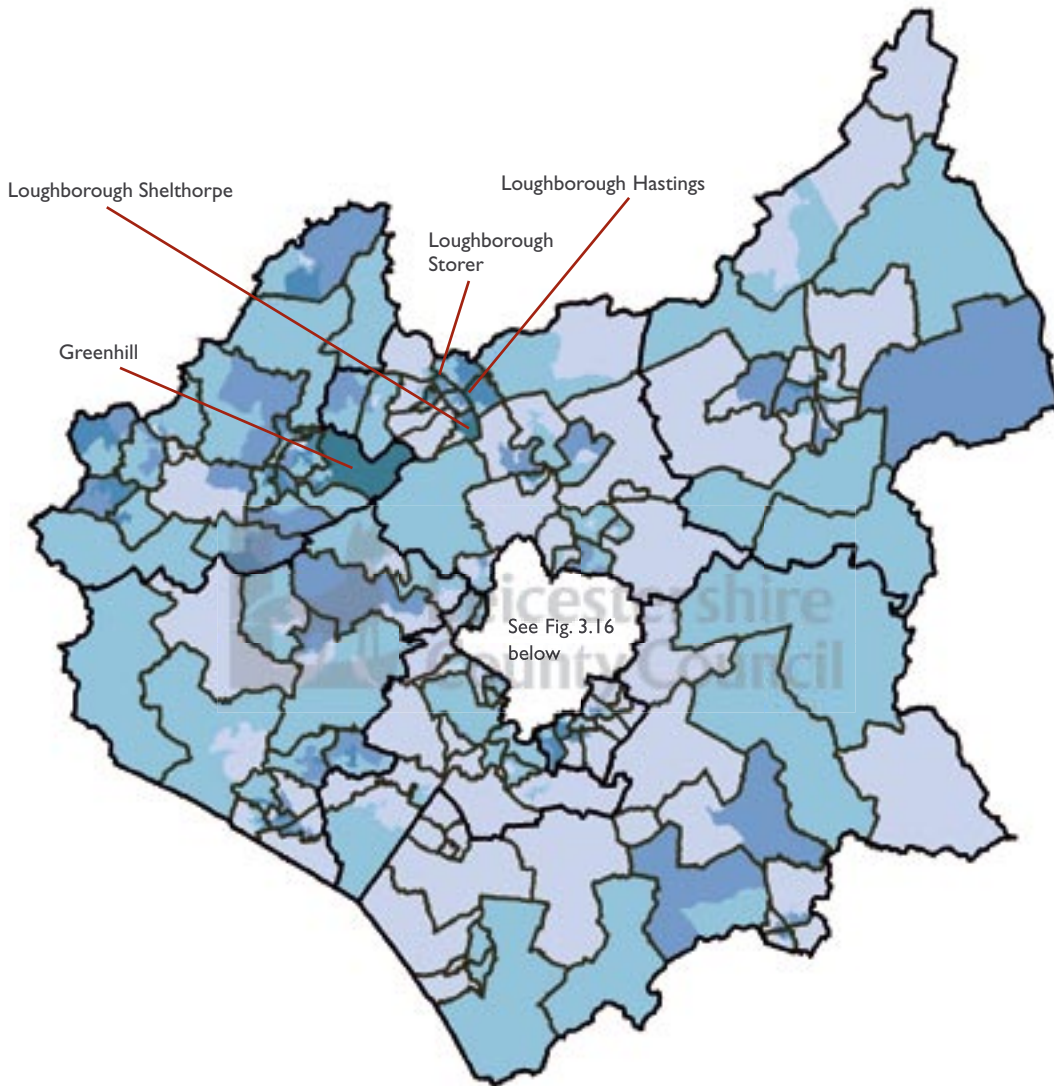 Loughborough Shelthorpe
Loughborough Hastings
Loughborough
Storer
Greenhill
See Fig. 3.16
below
Leicestershire
County Council